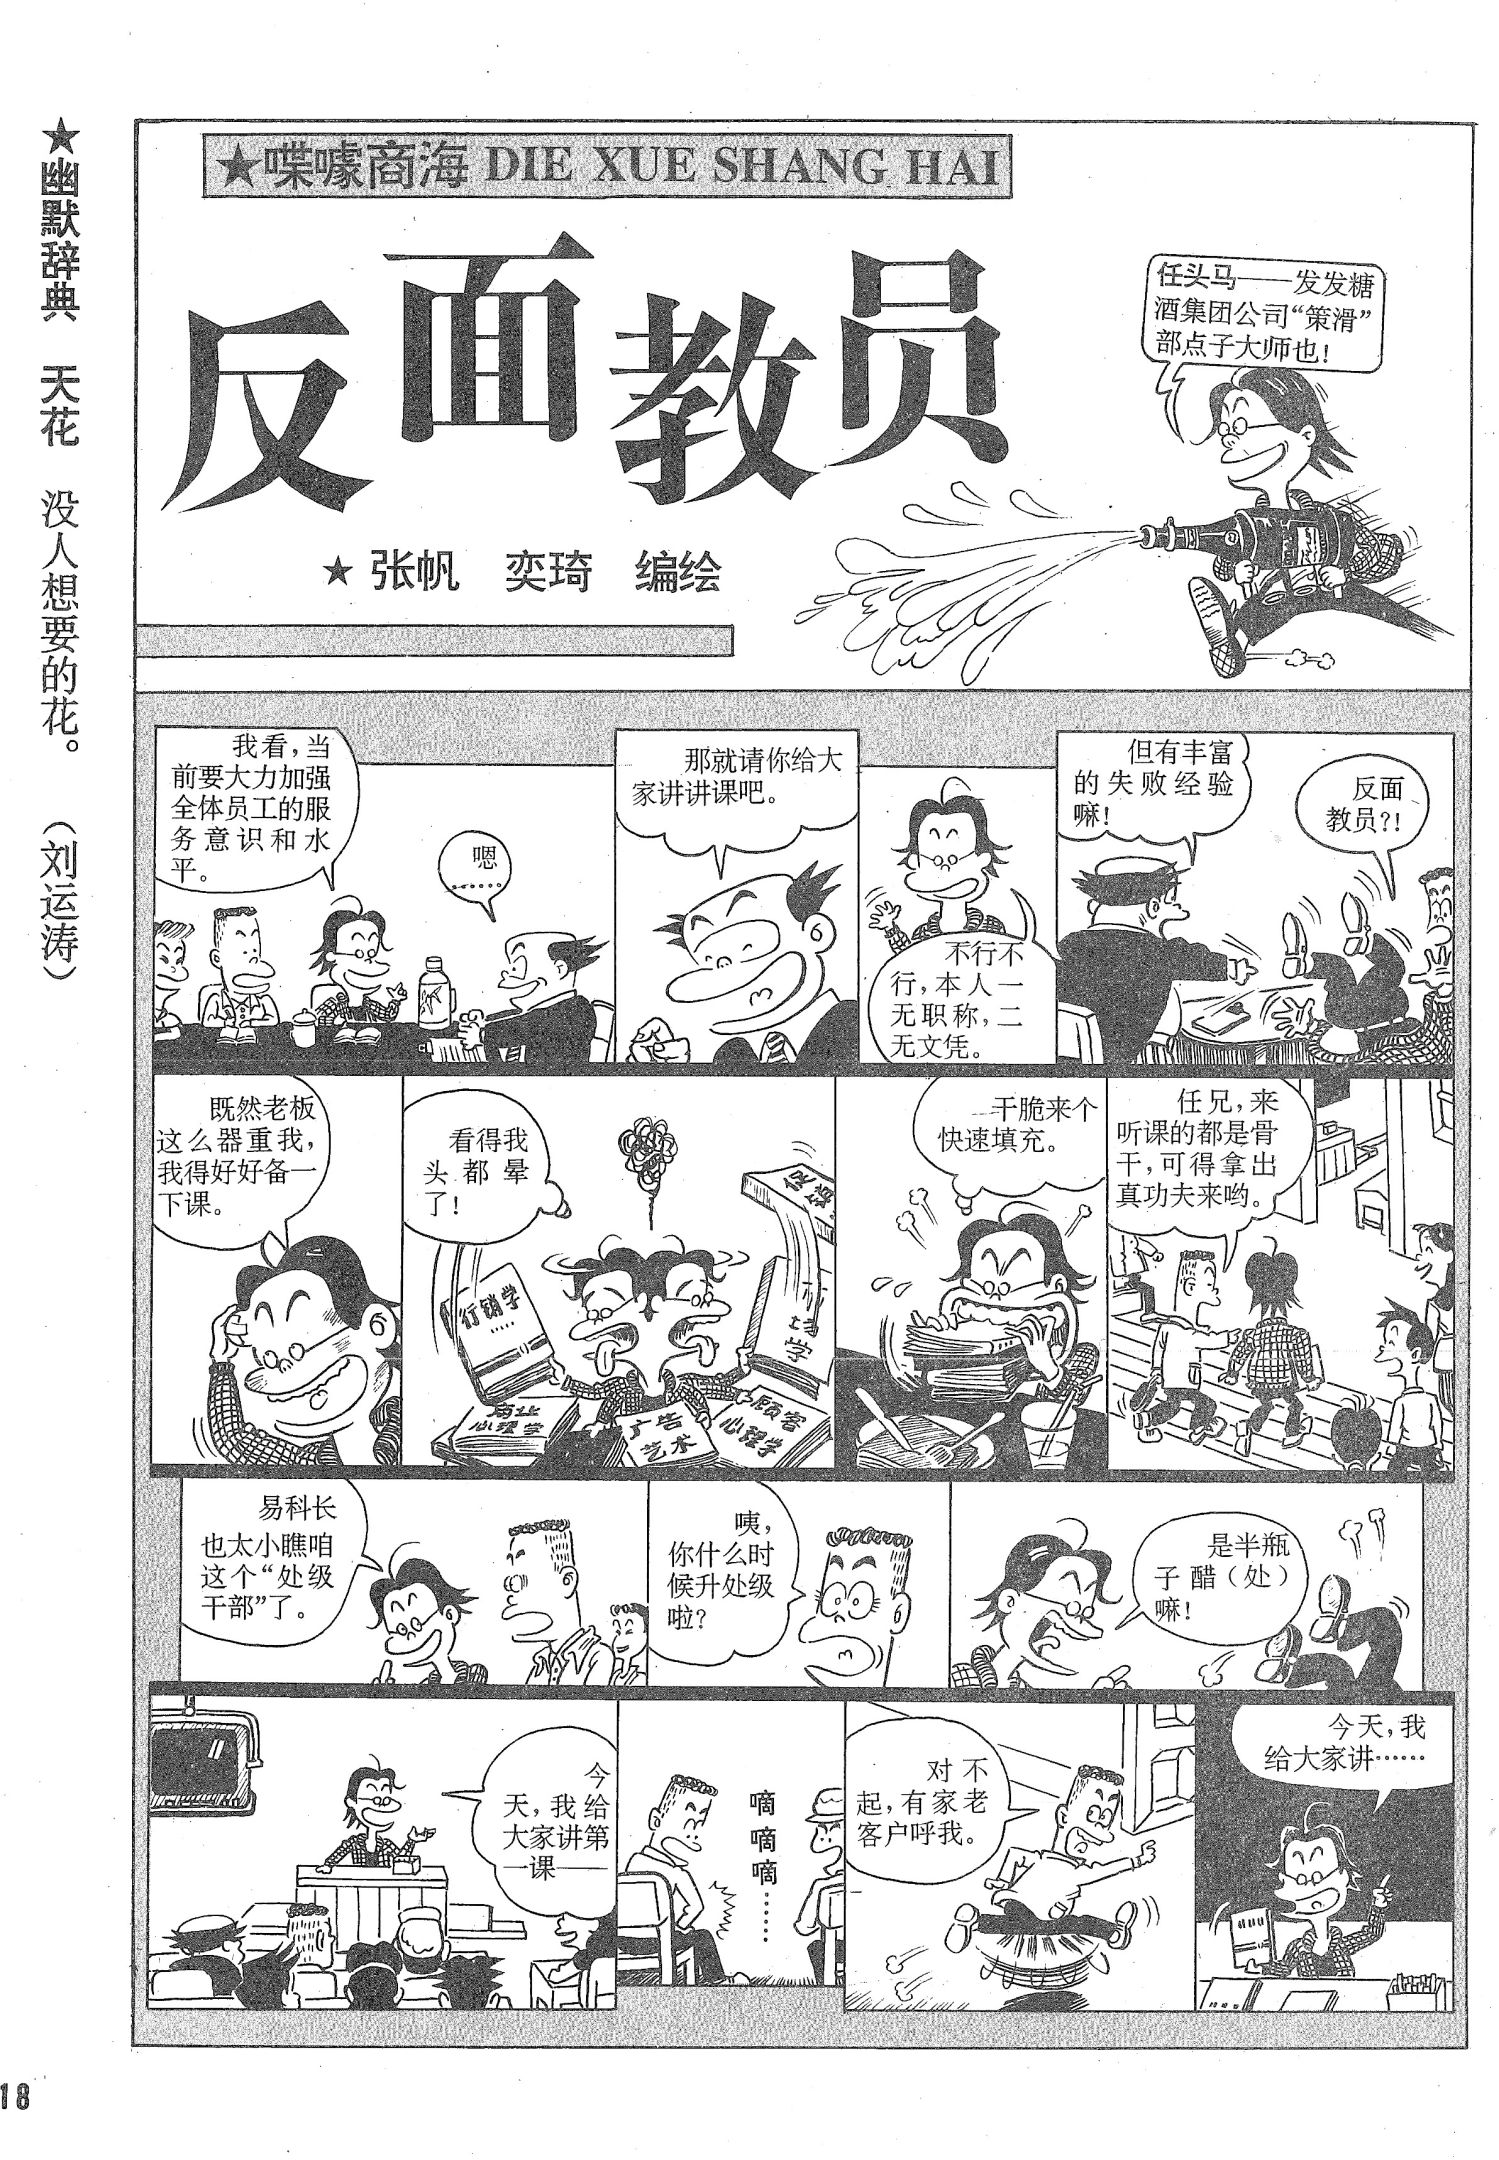 ★幽默辞典 天花 没人想要的花。 (刘运涛)
★喋噱商海 DIE XUE SHANG HAI
反面教员
任头马——发发糖
酒集团公司“策滑”
部点子大师也!
★ 张帆 奕琦 编绘
我看,当
前要大力加强
全体员工的服
务意识和水
平。
嗯
……
那就请你给大
家讲讲课吧。
不行不
行,本人一
无职称,二
无文凭。
但有丰富
的失败经验
嘛!
反面
教员?!
既然老板
这么器重我,
我得好好备一
下课。
看得我
头都晕
了!
行销学
……
商业
心理学
广告
艺术
顾客
心理学
干脆来个
快速填充。
任兄,来
听课的都是骨
干,可得拿出
真功夫来哟。
易科长
也太小瞧咱
这个“处级
干部”了。
咦,
你什么时
候升处级
啦?
是半瓶
子醋(处)
嘛!
今
天,我给
大家讲第
一课——
嘀嘀嘀……
对不
起,有家老
客户呼我。
今天,我
给大家讲……
18